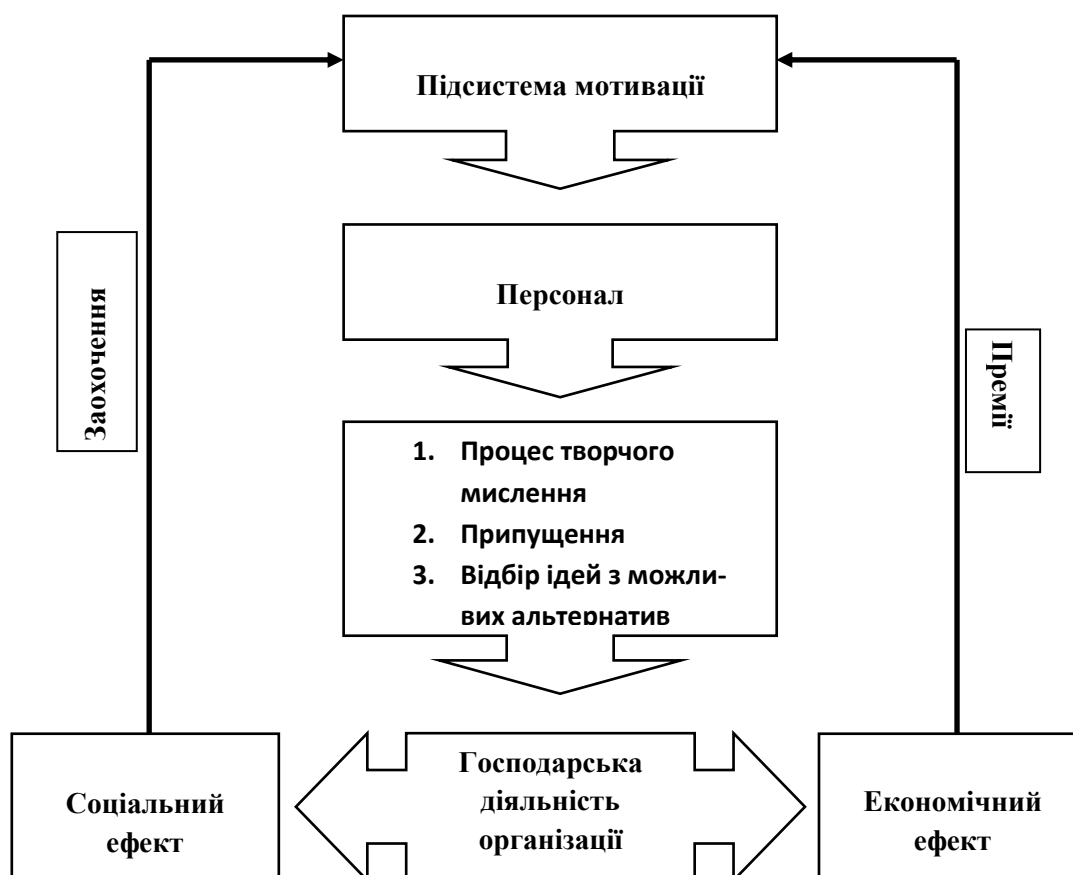 Підсистема мотивації
Персонал
Заохочення
Премії
1. Процес творчого
мислення
2. Припущення
3. Відбір ідей з можли-
вих альтернатив
Соціальний
ефект
Господарська
діяльність
організації
Економічний
ефект